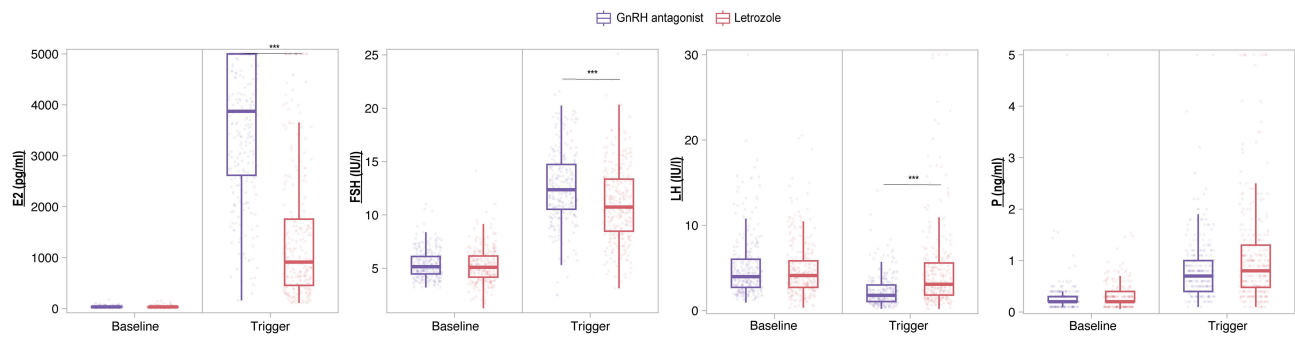 GnRH antagonist Letrozole
E2 (pg/ml)
5000
4000
3000
2000
1000
0
***
Baseline Trigger
FSH (IU/l)
25
20
15
10
5
***
Baseline Trigger
LH (IU/l)
30
20
10
0
***
Baseline Trigger
P (ng/ml)
5
4
3
2
1
0
Baseline Trigger